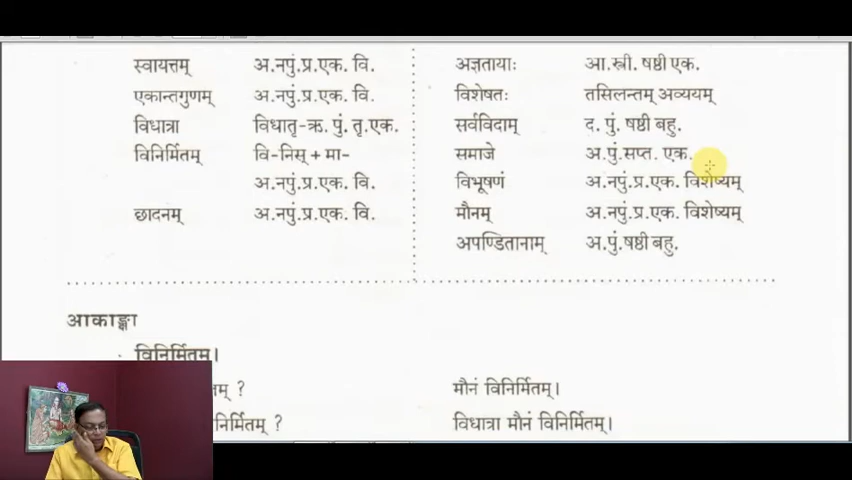 स्वायत्तम् अ.नपुं.प्र.एक. वि. अज्ञतायाः आ.स्त्री. षष्ठी एक.
एकान्तगुणम् अ.नपुं.प्र.एक. वि. विशेषतः तसिलन्तम् अव्ययम्
विधात्रा विधातृ-ऋ. पुं. तृ.एक. सर्वविदाम् द. पुं. षष्ठी बहु.
विनिर्मितम् वि-निस् + मा- समाजे अ.पुं.सप्त. एक.
अ.नपुं.प्र.एक. वि. विभूषणं अ.नपुं.प्र.एक. विशेष्यम्
छादनम् अ.नपुं.प्र.एक. वि. मौनम् अ.नपुं.प्र.एक. विशेष्यम्
अपण्डितानाम् अ.पुं.षष्ठी बहु.
आकाङ्क्षा
विनिर्मितम्।
तम् ? मौनं विनिर्मितम्।
निर्मितम् ? विधात्रा मौनं विनिर्मितम्।